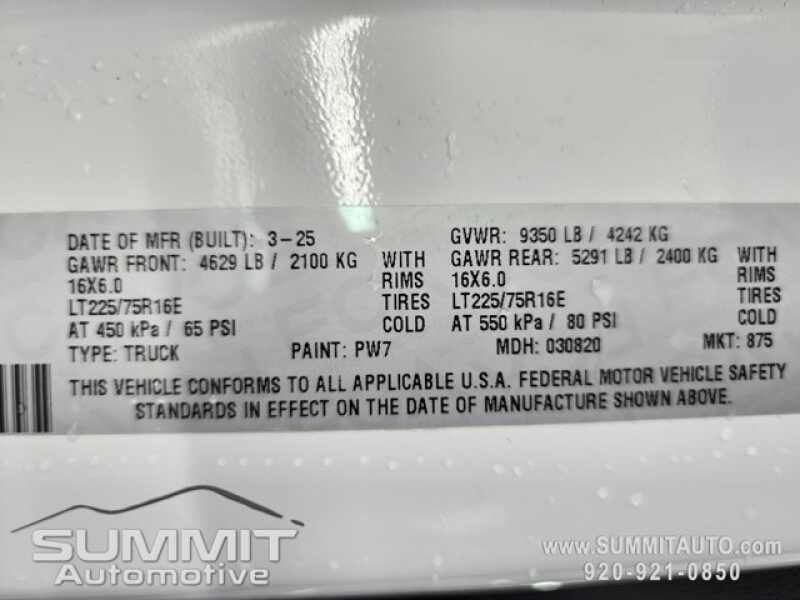 DATE OF MFR (BUILT): 3-25 GVWR: 9350 LB / 4242 KG
GAWR FRONT: 4629 LB / 2100 KG WITH GAWR REAR: 5291 LB / 2400 KG WITH
16X6.0 RIMS 16X6.0 RIMS
LT225/75R16E TIRES LT225/75R16E TIRES
AT 450 kPa / 65 PSI COLD AT 550 kPa / 80 PSI COLD
TYPE: TRUCK PAINT: PW7 MDH: 030820 MKT: 875
THIS VEHICLE CONFORMS TO ALL APPLICABLE U.S.A. FEDERAL MOTOR VEHICLE SAFETY
STANDARDS IN EFFECT ON THE DATE OF MANUFACTURE SHOWN ABOVE.
SUMMIT
Automotive
www.SUMMITAUTO.com
920-921-0850